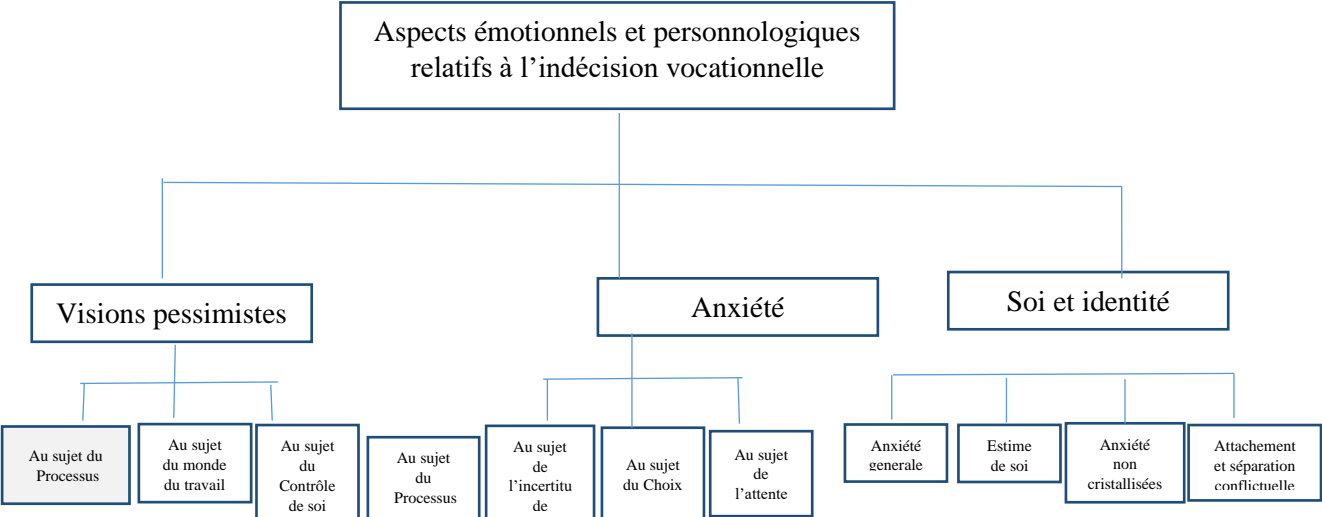 Aspects émotionnels et personnologiques
relatifs à l'indécision vocationnelle
Visions pessimistes
Anxiété
Soi et identité
Au sujet du
Processus
Au sujet
du monde
du travail
Au sujet
du
Contrôle
de soi
Au sujet
du
Processus
Au sujet
de
l'incertitu
de
Au sujet
du Choix
Au sujet
de
l'attente
Anxiété
generale
Estime
de soi
Anxiété
non
cristallisées
Attachement
et séparation
conflictuelle